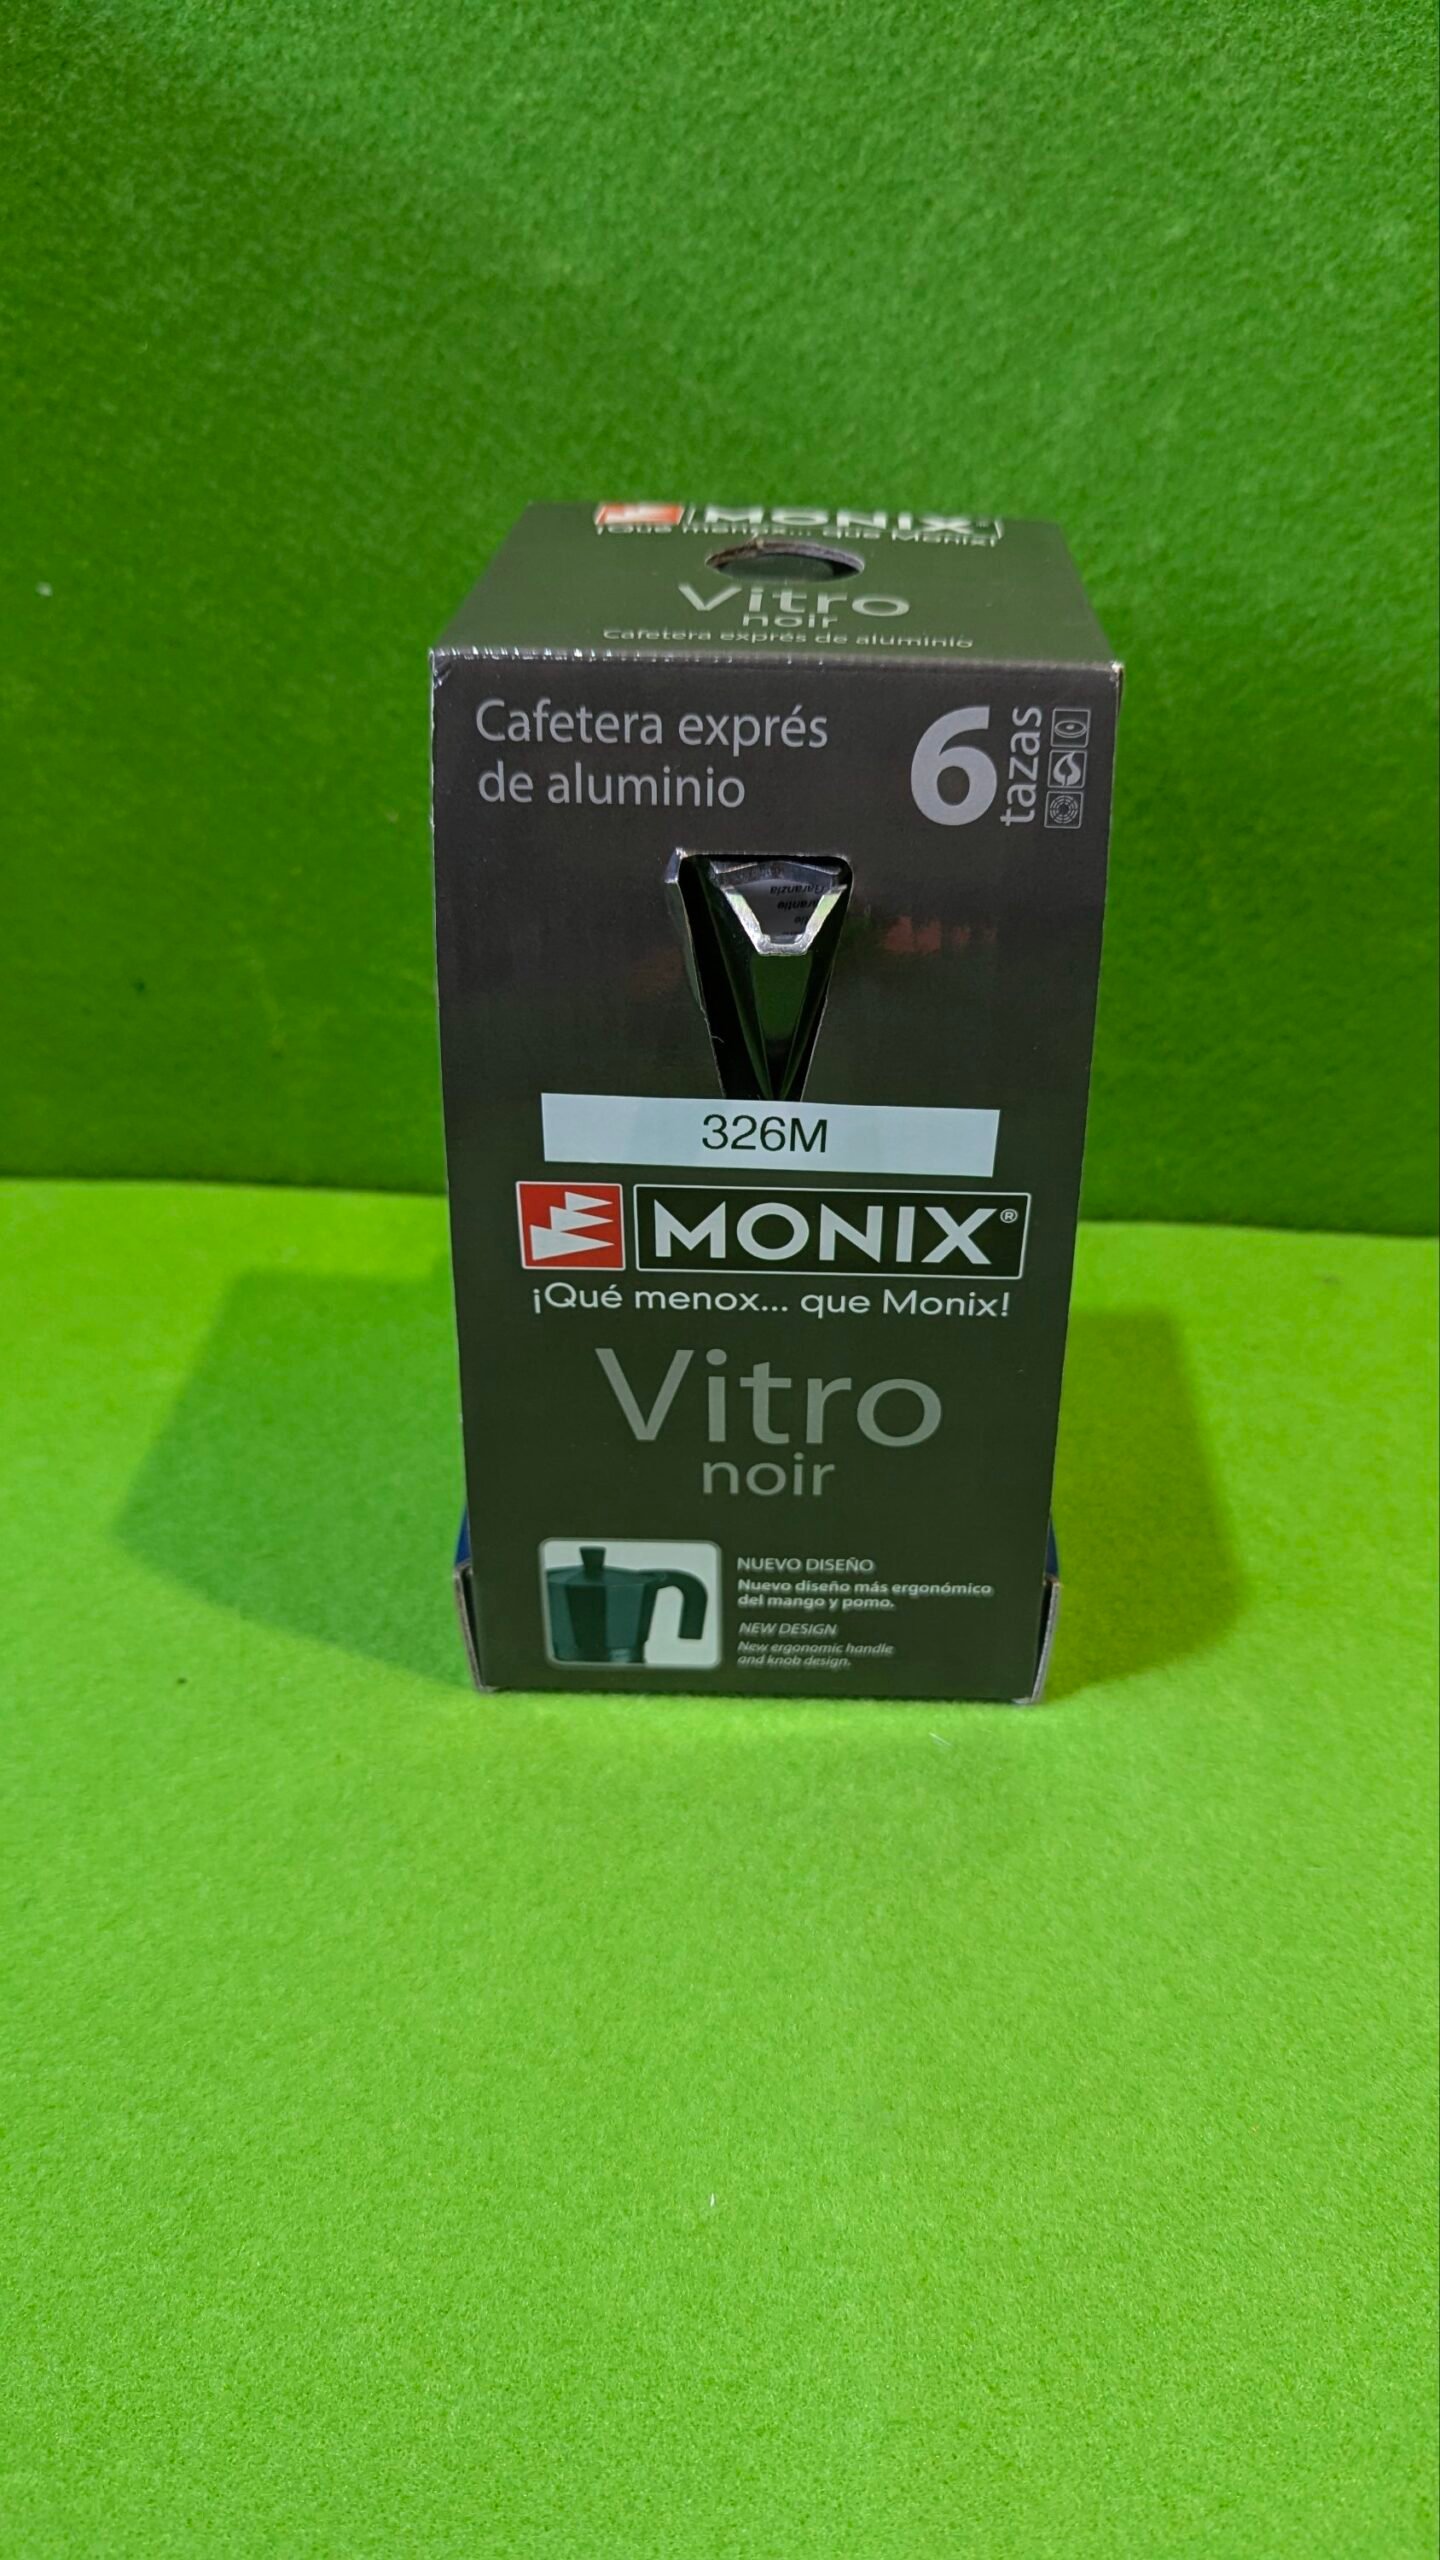 MONIX
¡Qué menox... que Monix!
Vitro
noir
Cafetera exprés de aluminio
Cafetera exprés
de aluminio
6
tazas
Garanzia
326M
MONIX®
¡Qué menox... que Monix!
Vitro
noir
NUEVO DISEÑO
Nuevo diseño más ergonómico
del mango y pomo.
NEW DESIGN
New ergonomic handle
and knob design.